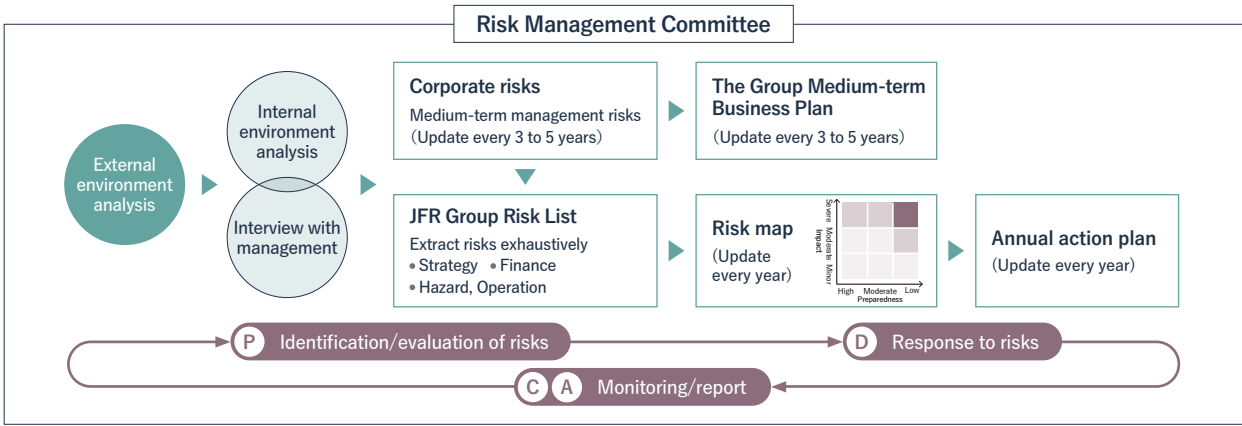 Risk Management Committee
External
environment
analysis
Internal
environment
analysis
Interview with
management
Corporate risks
Medium-term management risks
(Update every 3 to 5 years)
The Group Medium-term
Business Plan
(Update every 3 to 5 years)
JFR Group Risk List
Extract risks exhaustively
• Strategy • Finance
• Hazard, Operation
Risk map
(Update
every year)
Severe Moderate Minor
Impact
High Moderate Low
Preparedness
Annual action plan
(Update every year)
P Identification/evaluation of risks
D Response to risks
C A Monitoring/report